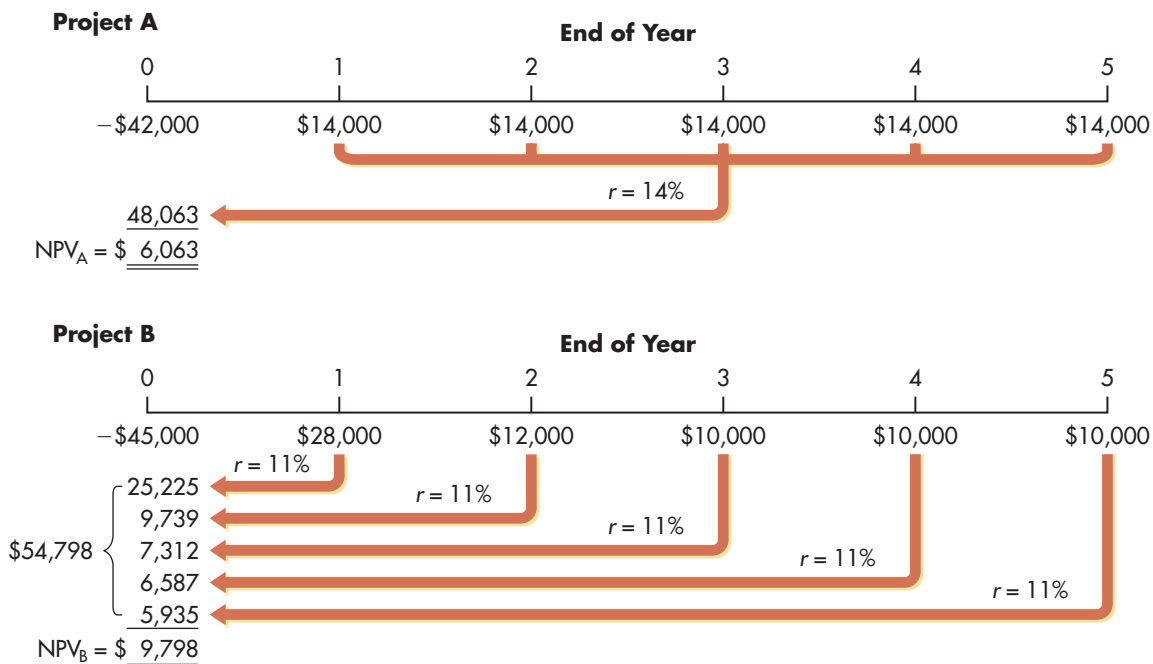 Project A
End of Year
0 1 2 3 4 5
–$42,000 $14,000 $14,000 $14,000 $14,000 $14,000
r = 14%
48,063
NPVA = $ 6,063
Project B
End of Year
0 1 2 3 4 5
–$45,000 $28,000 $12,000 $10,000 $10,000 $10,000
r = 11%
25,225
r = 11%
9,739
r = 11%
$54,798 7,312
r = 11%
6,587
r = 11%
5,935
NPVB = $ 9,798